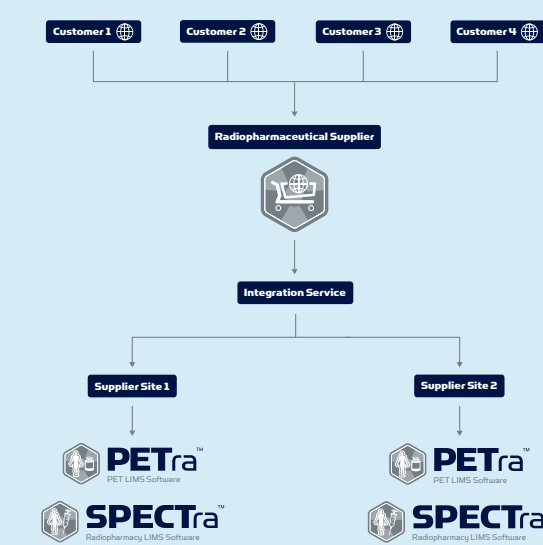 Customer 1
Customer 2
Customer 3
Customer 4
Radiopharmaceutical Supplier
Integration Service
Supplier Site 1
Supplier Site 2
PETra™
PET LIMS Software
PETra™
PET LIMS Software
SPECTra™
Radiopharmacy LIMS Software
SPECTra
Radiopharmacy LIMS Software